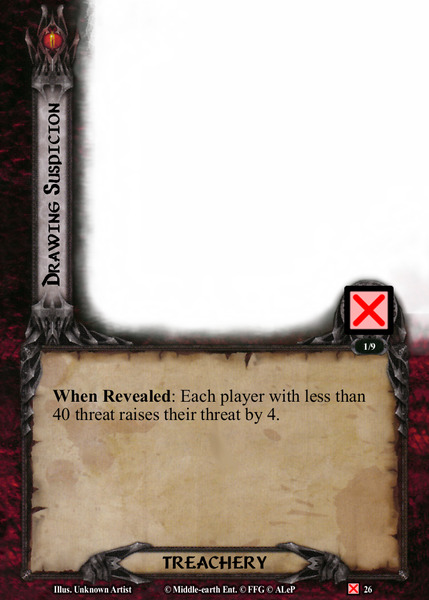 Drawing Suspicion
1/9
When Revealed: Each player with less than
40 threat raises their threat by 4.
TREACHERY
Illus. Unknown Artist © Middle-earth Ent. © FFG © ALeP 26